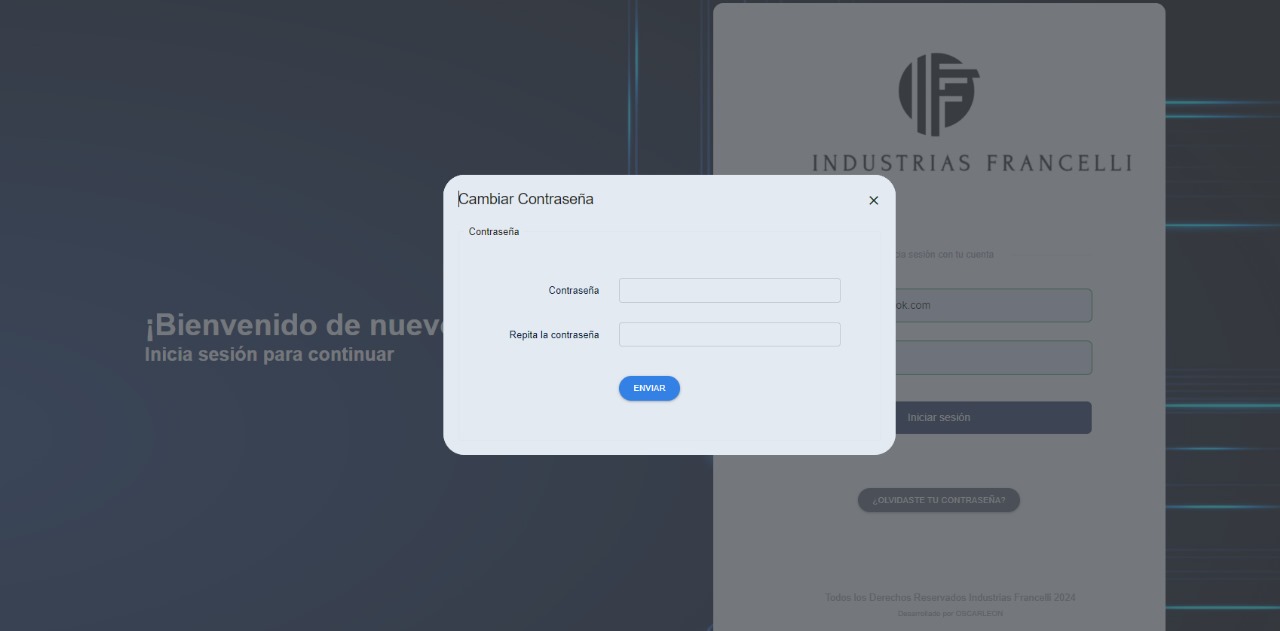 INDUSTRIAS FRANCELLI
Cambiar Contraseña
Contraseña
Contraseña
Repita la contraseña
ENVIAR
¡Bienvenido de nuev
Inicia sesión para continuar
sesión con tu cuenta
ok.com
Iniciar sesión
¿OLVIDASTE TU CONTRASEÑA?
Todos los Derechos Reservados Industrias Francelli 2024
Desarrollado por OSCARLEON